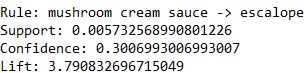 Rule: mushroom cream sauce -> escalope
Support: 0.005732568990801226
Confidence: 0.3006993006993007
Lift: 3.790832696715049